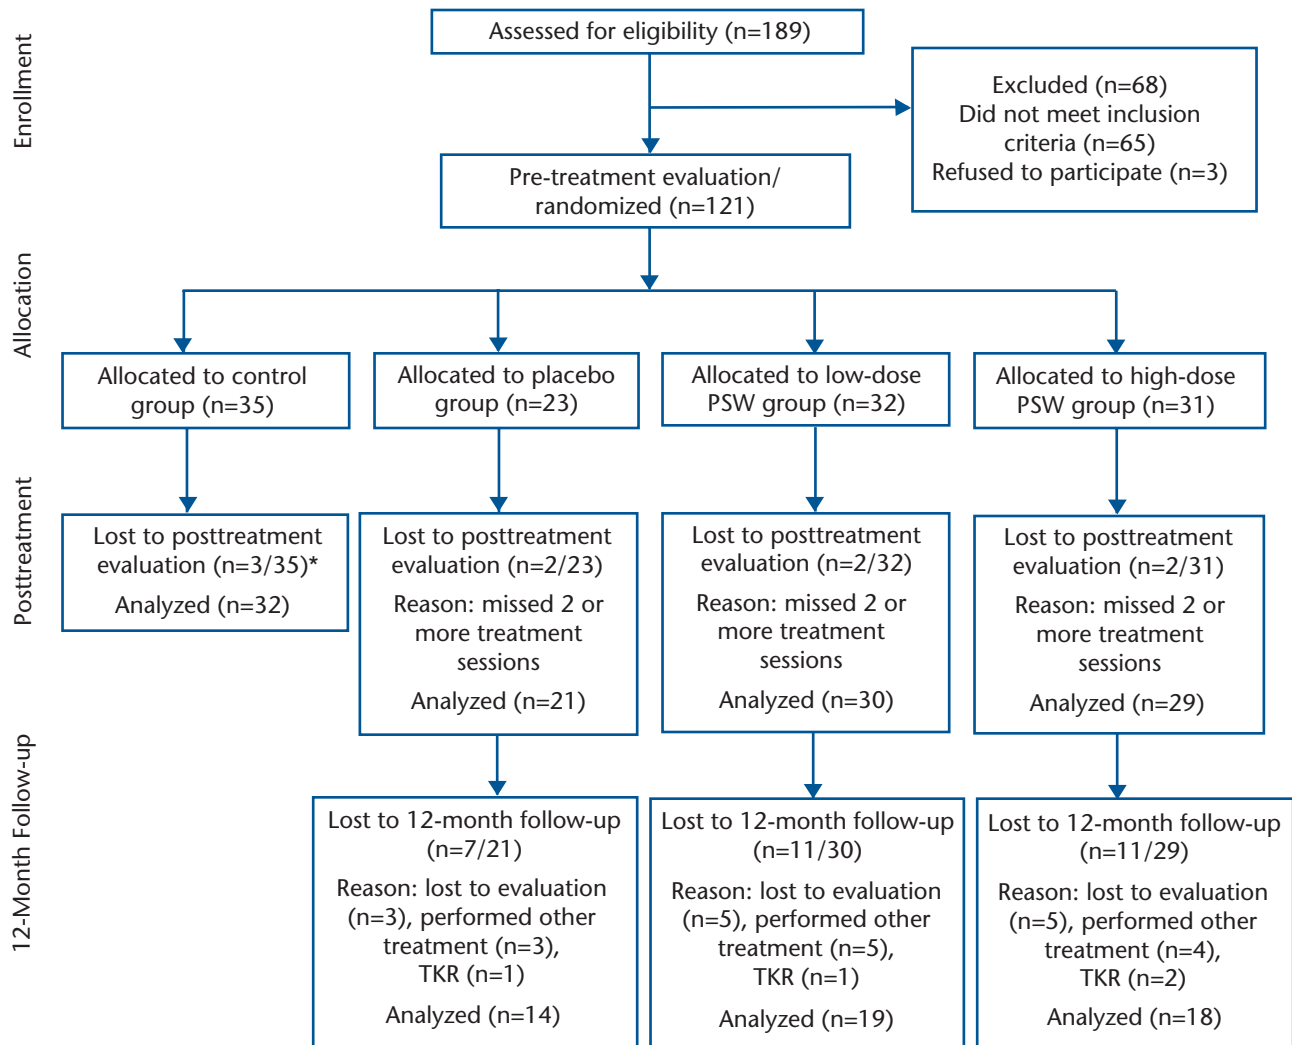 Enrollment
Assessed for eligibility (n=189)
Excluded (n=68)
Did not meet inclusion
criteria (n=65)
Refused to participate (n=3)
Pre-treatment evaluation/
randomized (n=121)
Allocation
Allocated to control
group (n=35)
Allocated to placebo
group (n=23)
Allocated to low-dose
PSW group (n=32)
Allocated to high-dose
PSW group (n=31)
Posttreatment
Lost to posttreatment
evaluation (n=3/35)*
Analyzed (n=32)
Lost to posttreatment
evaluation (n=2/23)
Reason: missed 2 or
more treatment
sessions
Analyzed (n=21)
Lost to posttreatment
evaluation (n=2/32)
Reason: missed 2 or
more treatment
sessions
Analyzed (n=30)
Lost to posttreatment
evaluation (n=2/31)
Reason: missed 2 or
more treatment
sessions
Analyzed (n=29)
12-Month Follow-up
Lost to 12-month follow-up
(n=7/21)
Reason: lost to evaluation
(n=3), performed other
treatment (n=3),
TKR (n=1)
Analyzed (n=14)
Lost to 12-month follow-up
(n=11/30)
Reason: lost to evaluation
(n=5), performed other
treatment (n=5),
TKR (n=1)
Analyzed (n=19)
Lost to 12-month follow-up
(n=11/29)
Reason: lost to evaluation
(n=5), performed other
treatment (n=4),
TKR (n=2)
Analyzed (n=18)